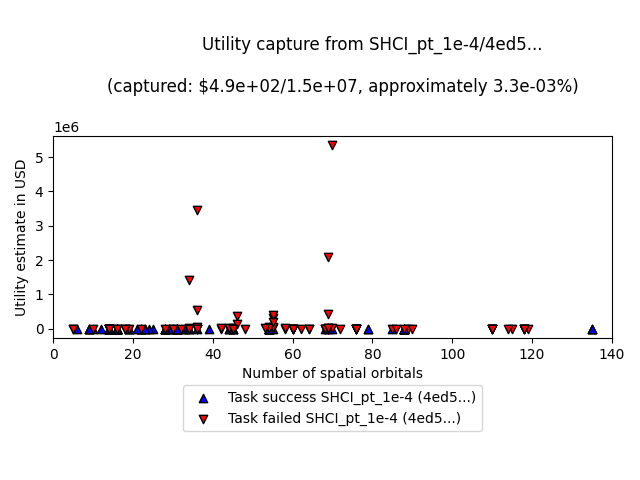 Utility capture from SHCI_pt_1e-4/4ed5...
(captured: $4.9e+02/1.5e+07, approximately 3.3e-03%)
1e6
5
4
3
2
1
0
Utility estimate in USD
0 20 40 60 80 100 120 140
Number of spatial orbitals
Task success SHCI_pt_1e-4 (4ed5...)
Task failed SHCI_pt_1e-4 (4ed5...)